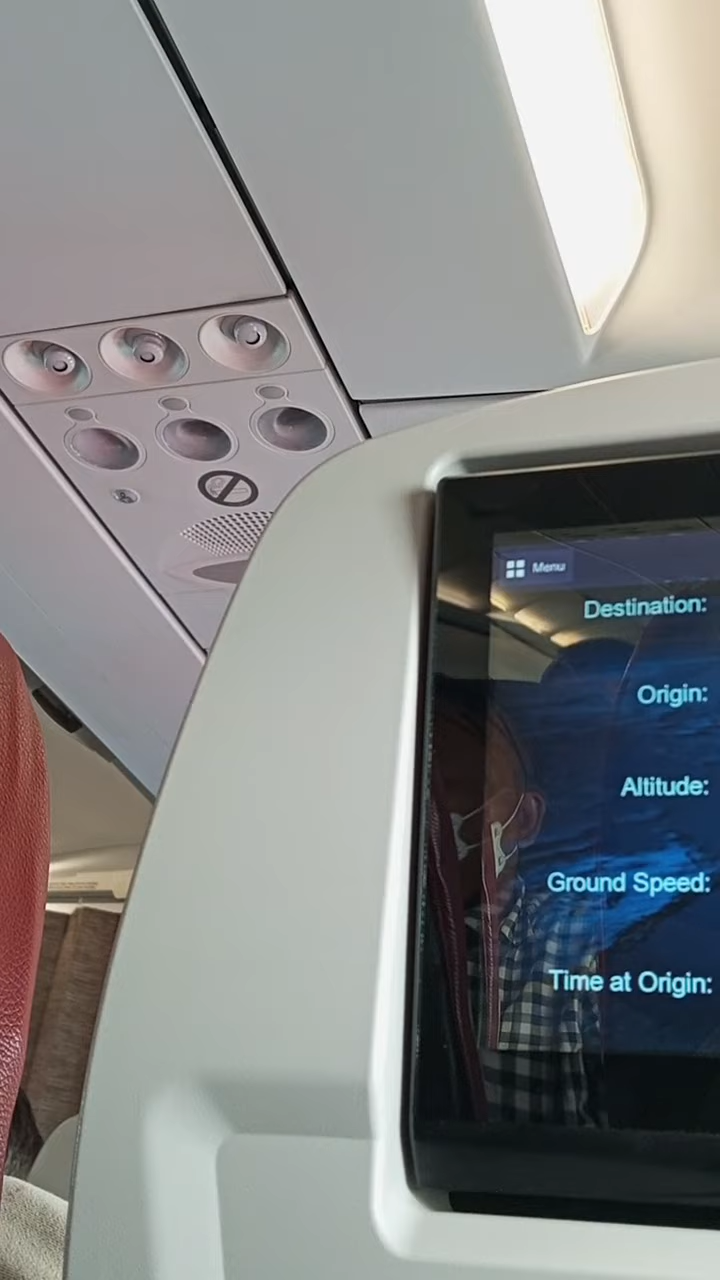 Menu
Destination:
Origin:
Altitude:
Ground Speed:
Time at Origin: